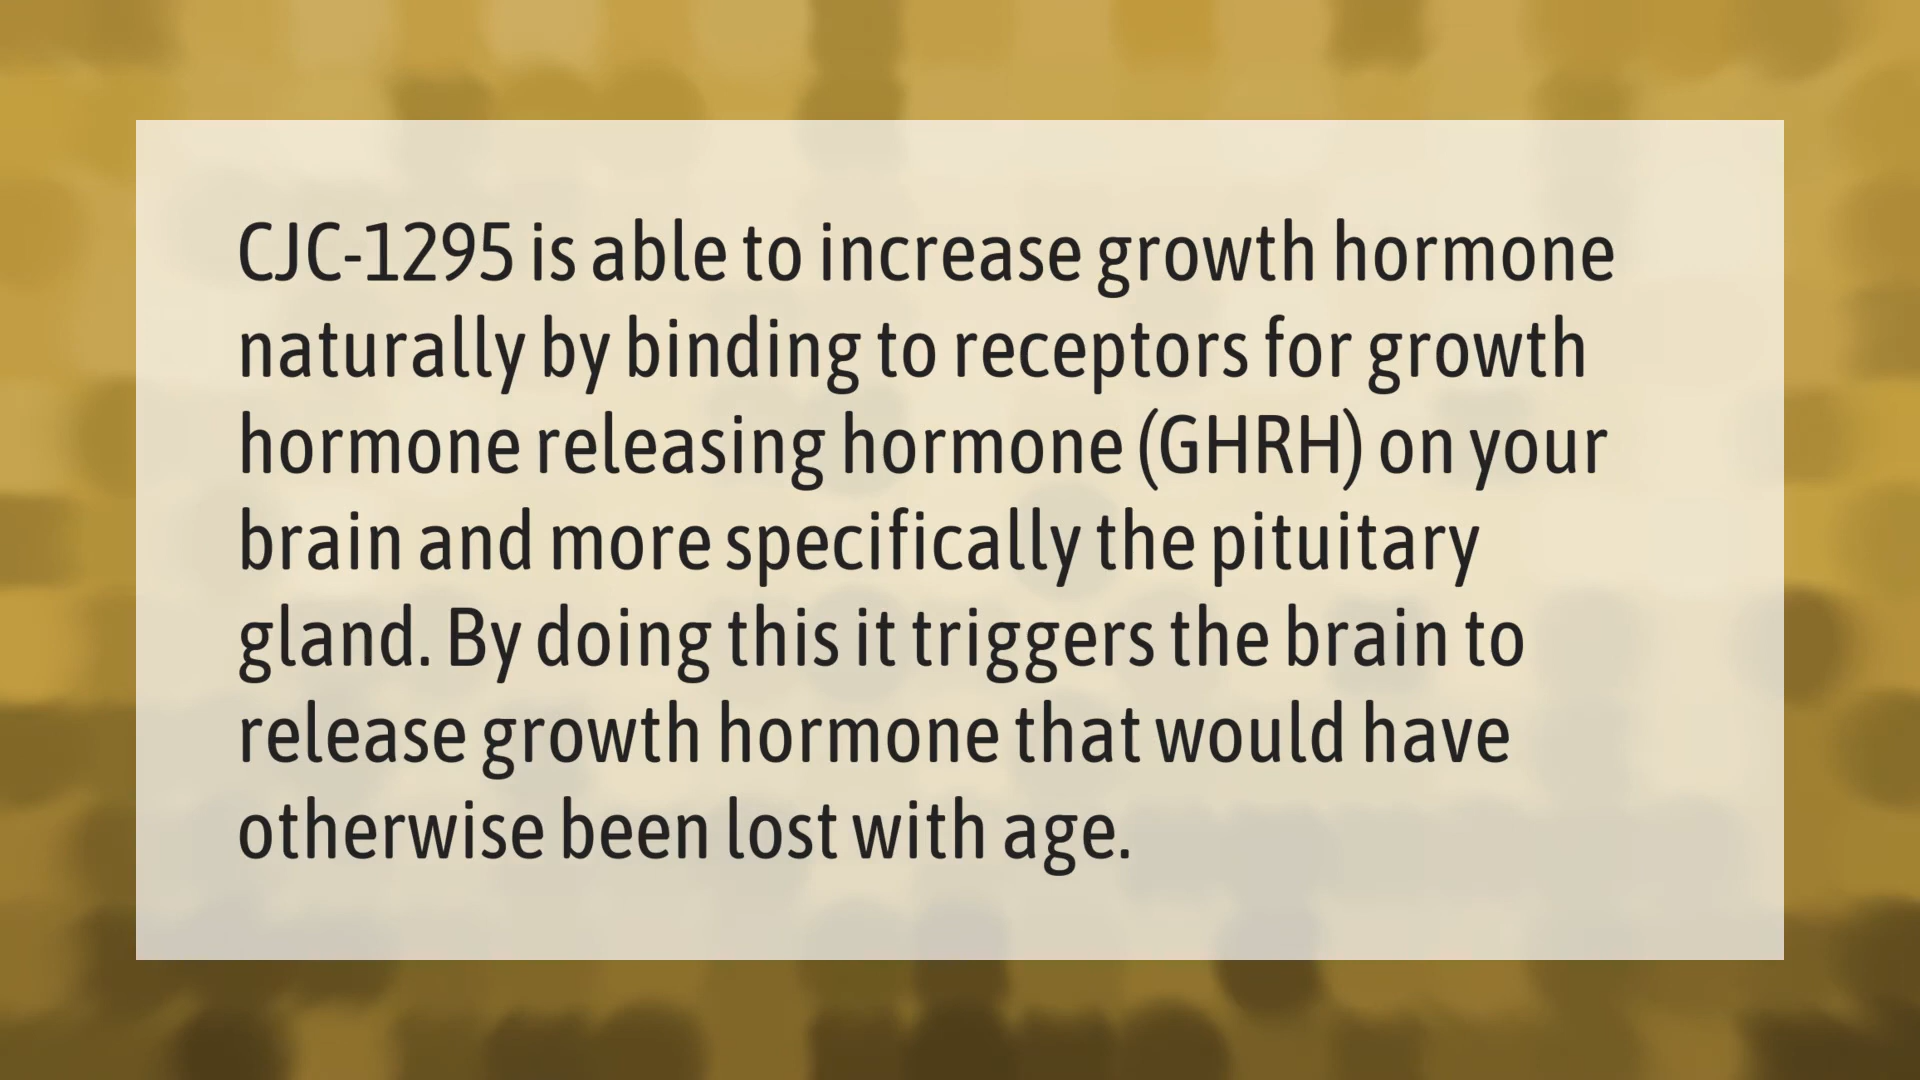 CJC-1295 is able to increase growth hormone
naturally by binding to receptors for growth
hormone releasing hormone (GHRH) on your
brain and more specifically the pituitary
gland. By doing this it triggers the brain to
release growth hormone that would have
otherwise been lost with age.